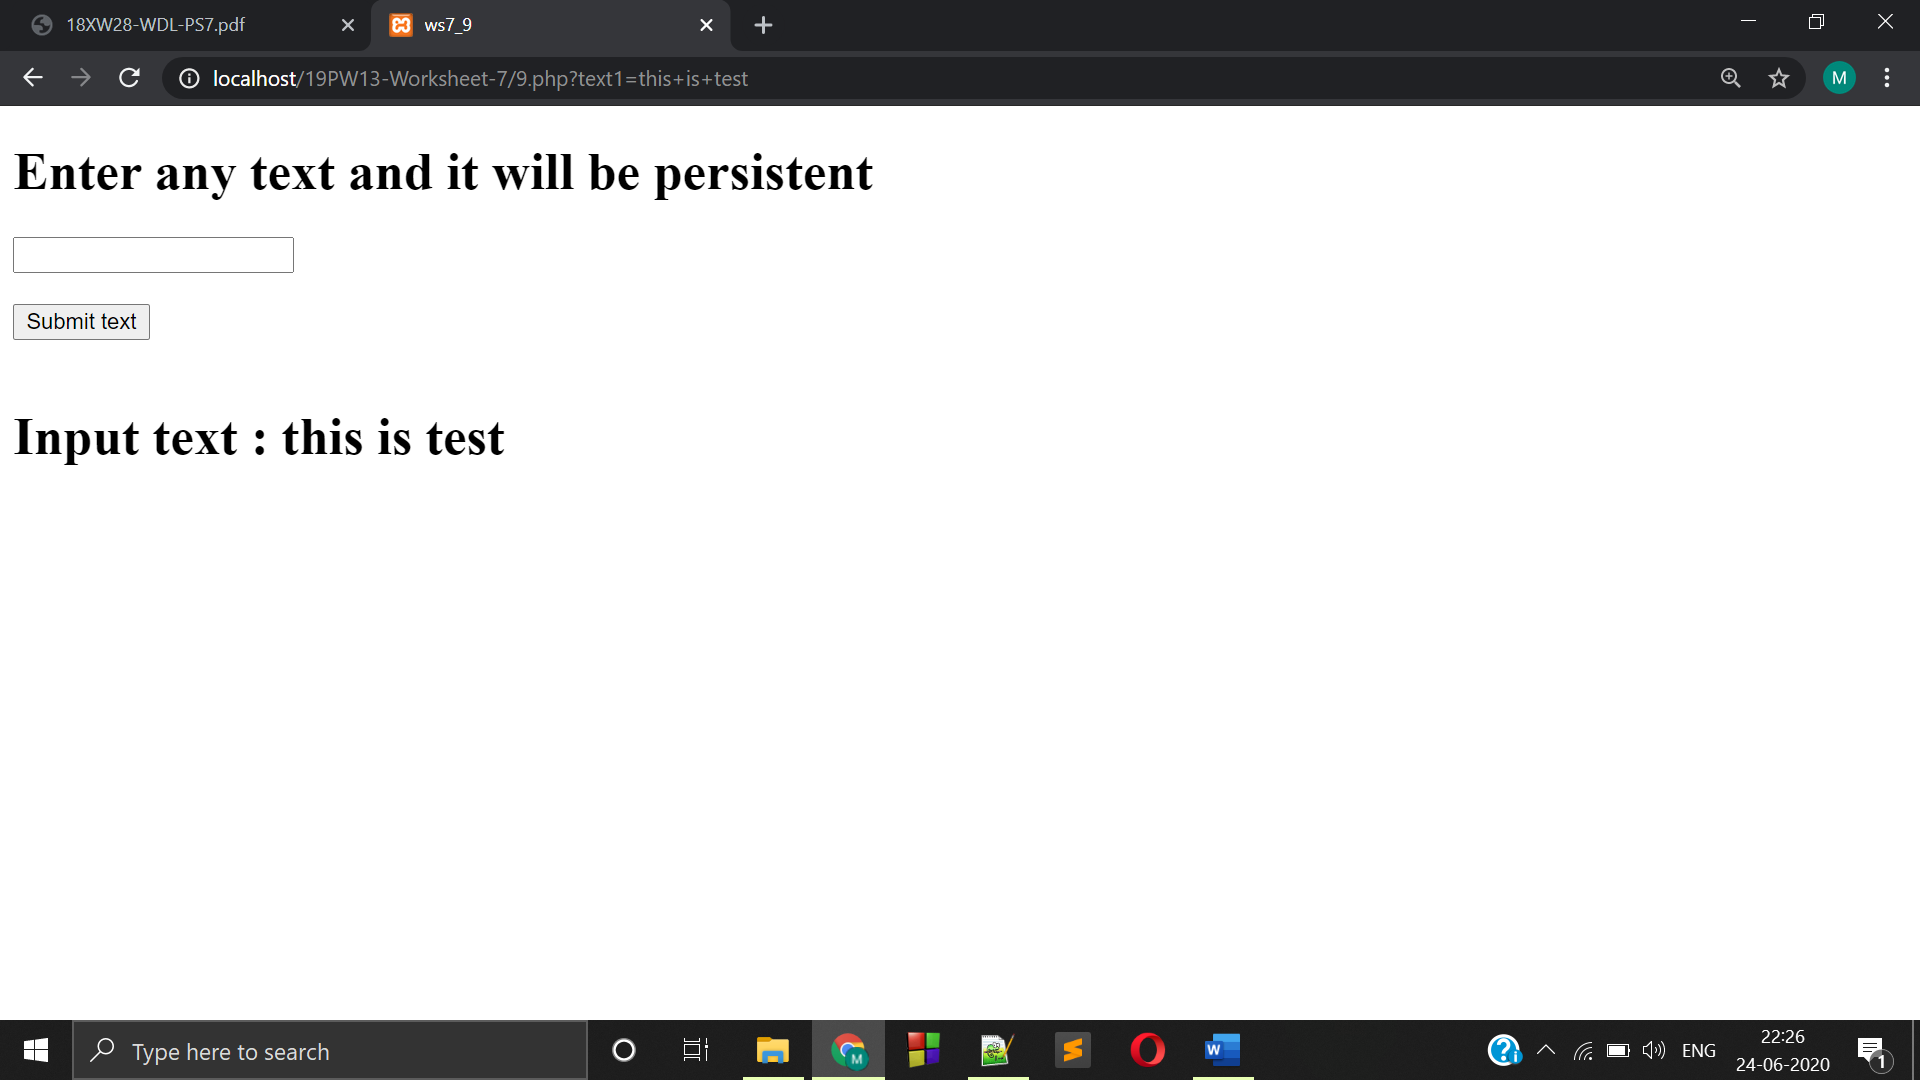 18XW28-WDL-PS7.pdf
ws7_9
localhost/19PW13-Worksheet-7/9.php?text1=this+is+test
M
Enter any text and it will be persistent
Submit text
Input text : this is test
Type here to search
M
W
ENG
22:26
24-06-2020
1